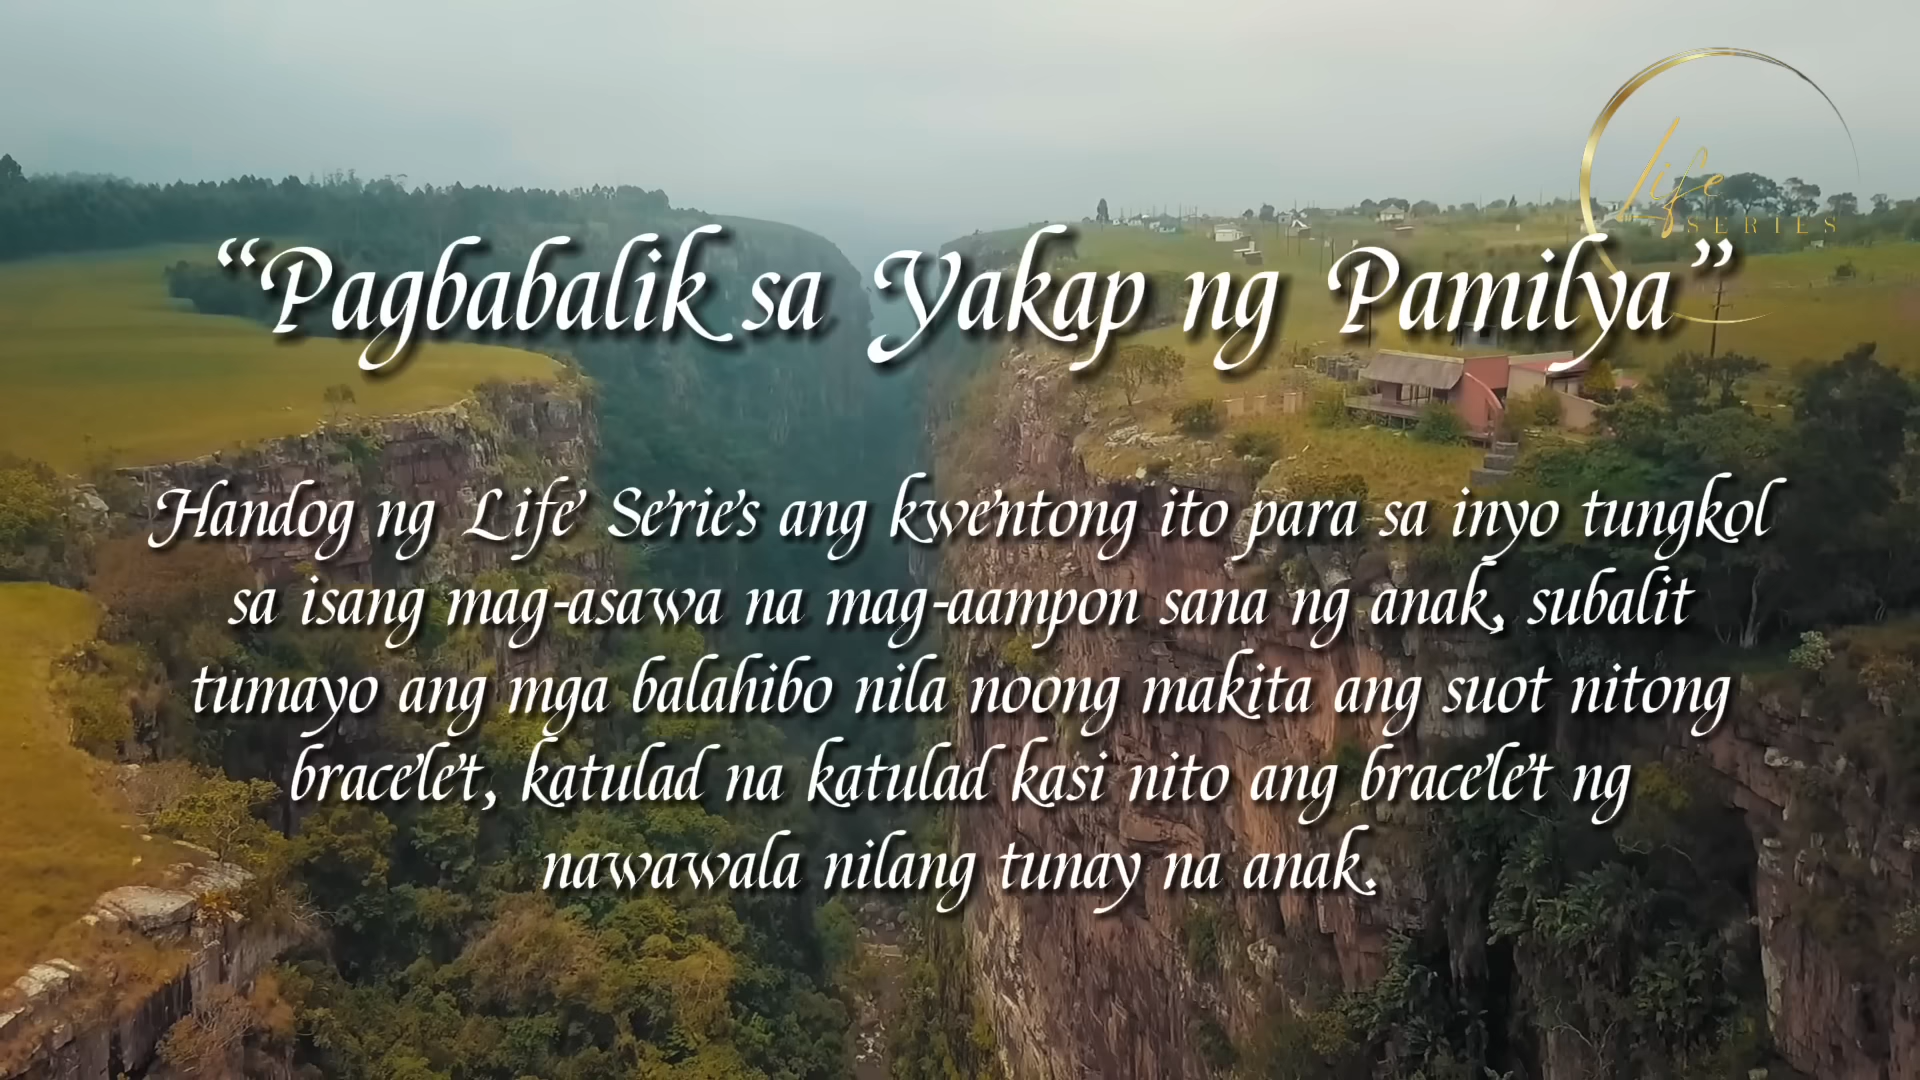 Life
SERIES
“Pagbabalik sa Yakap ng Pamilya”
Handog ng Life Series ang kwentong ito para sa inyo tungkol
sa isang mag-asawa na mag-aampon sana ng anak, subalit
tumayo ang mga balahibo nila noong makita ang suot nitong
bracelet, katulad na katulad kasi nito ang bracelet ng
nawawala nilang tunay na anak.